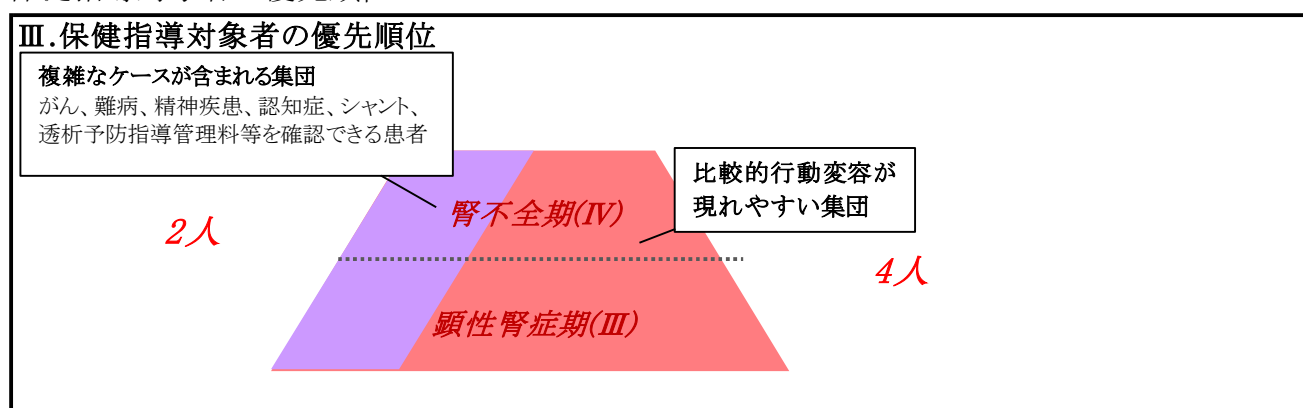 Ⅲ.保健指導対象者の優先順位
複雑なケースが含まれる集団
がん、難病、精神疾患、認知症、シャント、
透析予防指導管理料等を確認できる患者
比較的行動変容が
現れやすい集団
腎不全期(Ⅳ)
2人
4人
顕性腎症期(Ⅲ)